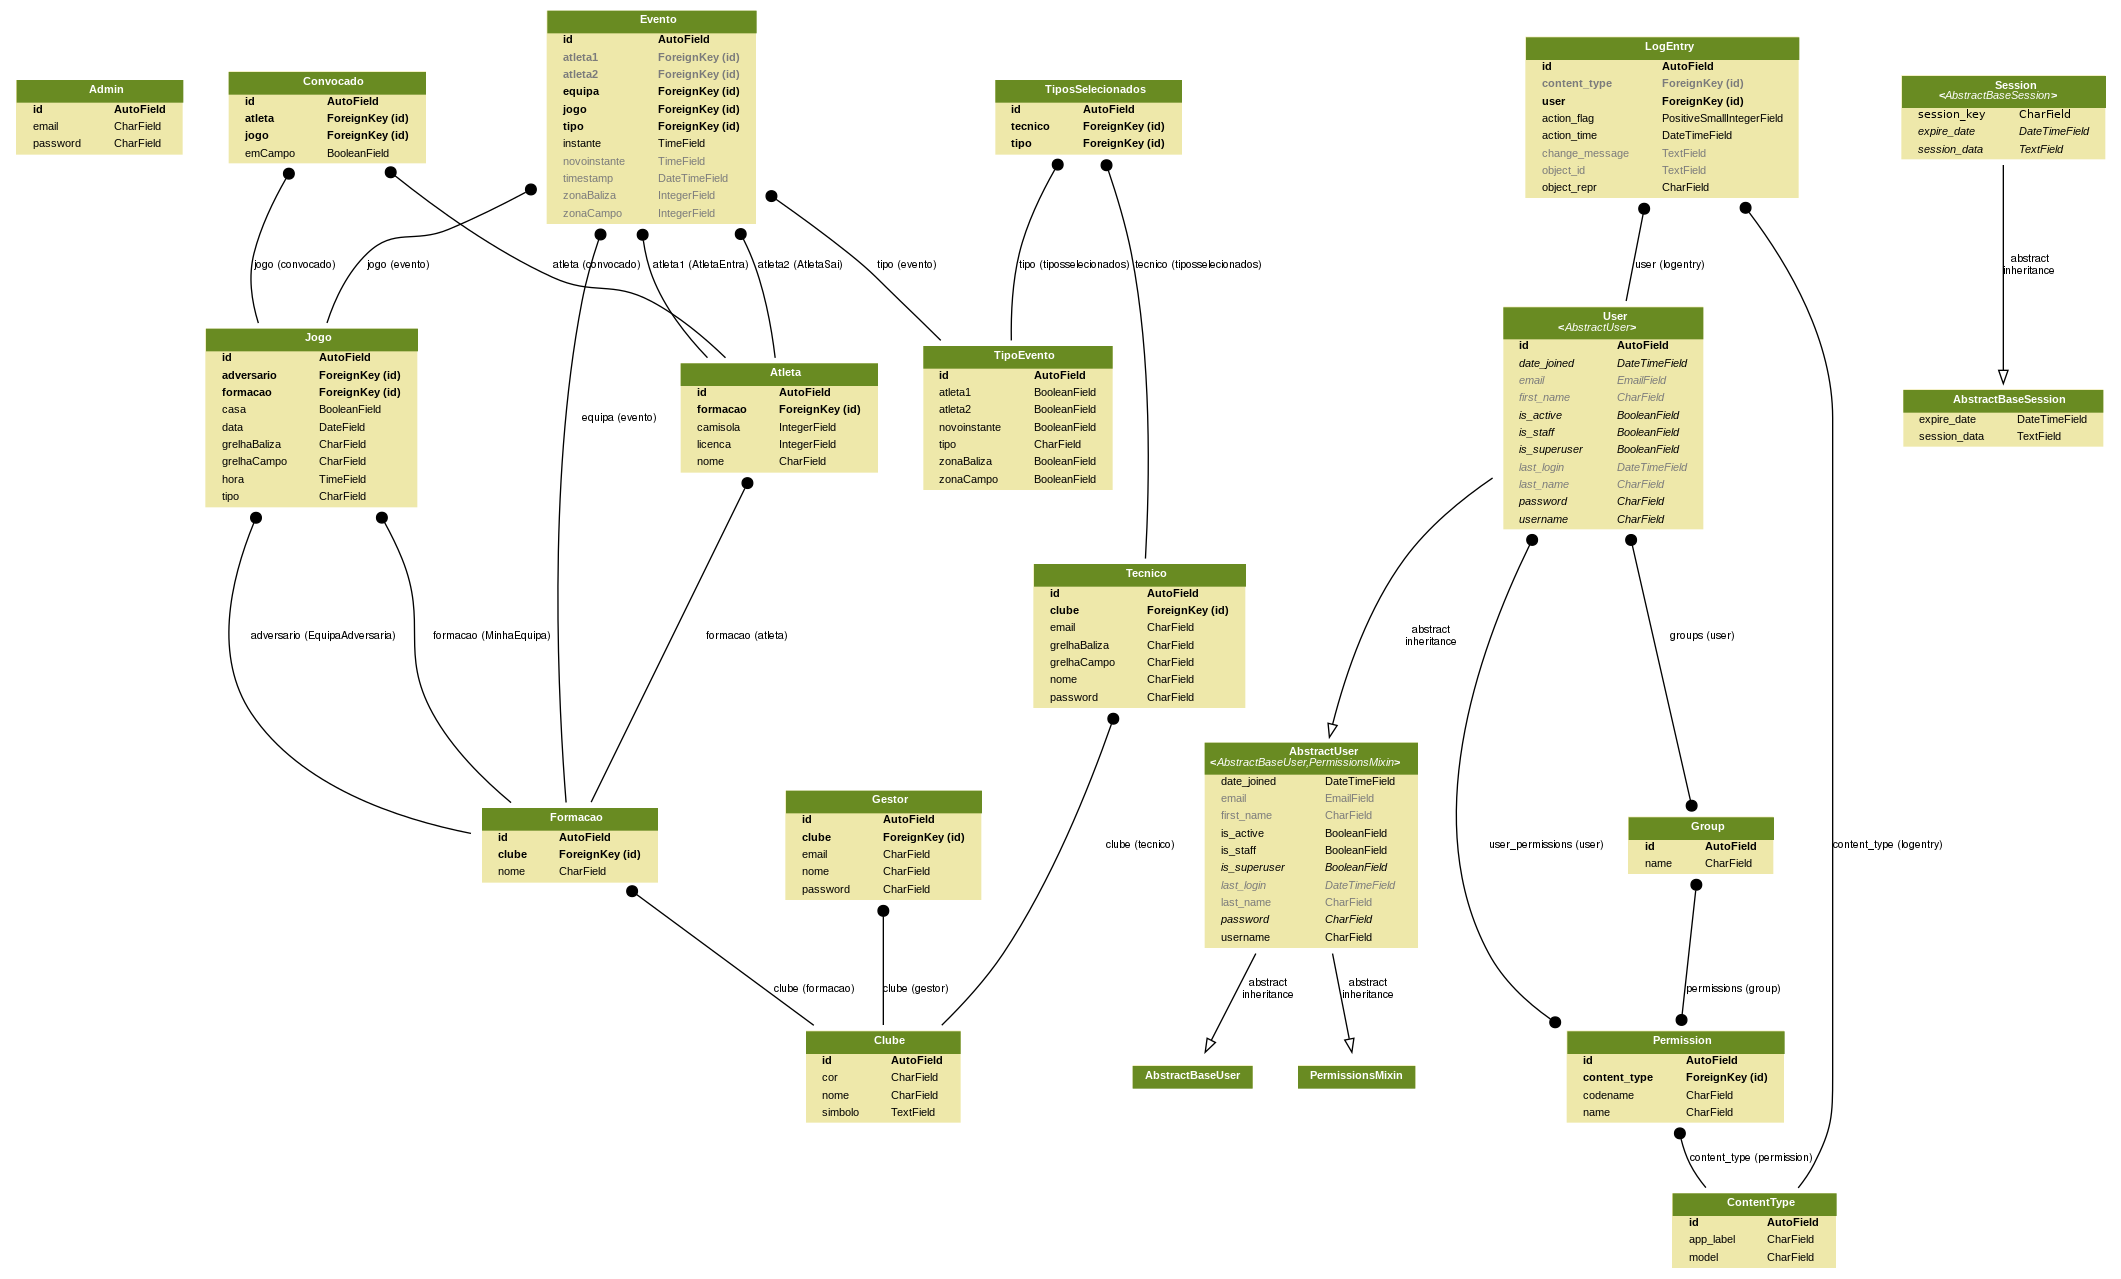 Admin
id AutoField
email CharField
password CharField
Convocado
id AutoField
atleta ForeignKey (id)
jogo ForeignKey (id)
emCampo BooleanField
Evento
id AutoField
atleta1 ForeignKey (id)
atleta2 ForeignKey (id)
equipa ForeignKey (id)
jogo ForeignKey (id)
tipo ForeignKey (id)
instante TimeField
novoinstante TimeField
timestamp DateTimeField
zonaBaliza IntegerField
zonaCampo IntegerField
TiposSelecionados
id AutoField
tecnico ForeignKey (id)
tipo ForeignKey (id)
LogEntry
id AutoField
content_type ForeignKey (id)
user ForeignKey (id)
action_flag PositiveSmallIntegerField
action_time DateTimeField
change_message TextField
object_id TextField
object_repr CharField
Session
<AbstractBaseSession>
session_key CharField
expire_date DateTimeField
session_data TextField
jogo (convocado)
jogo (evento)
atleta (convocado)
atleta1 (AtletaEntra)
atleta2 (AtletaSai)
tipo (evento)
tipo (tiposselecionados)
tecnico (tiposselecionados)
user (logentry)
abstract
inheritance
Jogo
id AutoField
adversario ForeignKey (id)
formacao ForeignKey (id)
casa BooleanField
data DateField
grelhaBaliza CharField
grelhaCampo CharField
hora TimeField
tipo CharField
equipa (evento)
Atleta
id AutoField
formacao ForeignKey (id)
camisola IntegerField
licenca IntegerField
nome CharField
TipoEvento
id AutoField
atleta1 BooleanField
atleta2 BooleanField
novoinstante BooleanField
tipo CharField
zonaBaliza BooleanField
zonaCampo BooleanField
User
<AbstractUser>
id AutoField
date_joined DateTimeField
email EmailField
first_name CharField
is_active BooleanField
is_staff BooleanField
is_superuser BooleanField
last_login DateTimeField
last_name CharField
password CharField
username CharField
AbstractBaseSession
expire_date DateTimeField
session_data TextField
adversario (EquipaAdversaria)
formacao (MinhaEquipa)
formacao (atleta)
Tecnico
id AutoField
clube ForeignKey (id)
email CharField
grelhaBaliza CharField
grelhaCampo CharField
nome CharField
password CharField
abstract
inheritance
groups (user)
Formacao
id AutoField
clube ForeignKey (id)
nome CharField
Gestor
id AutoField
clube ForeignKey (id)
email CharField
nome CharField
password CharField
clube (tecnico)
AbstractUser
<AbstractBaseUser,PermissionsMixin>
date_joined DateTimeField
email EmailField
first_name CharField
is_active BooleanField
is_staff BooleanField
is_superuser BooleanField
last_login DateTimeField
last_name CharField
password CharField
username CharField
user_permissions (user)
Group
id AutoField
name CharField
content_type (logentry)
clube (formacao)
clube (gestor)
abstract
inheritance
abstract
inheritance
permissions (group)
Clube
id AutoField
cor CharField
nome CharField
simbolo TextField
AbstractBaseUser
PermissionsMixin
Permission
id AutoField
content_type ForeignKey (id)
codename CharField
name CharField
content_type (permission)
ContentType
id AutoField
app_label CharField
model CharField